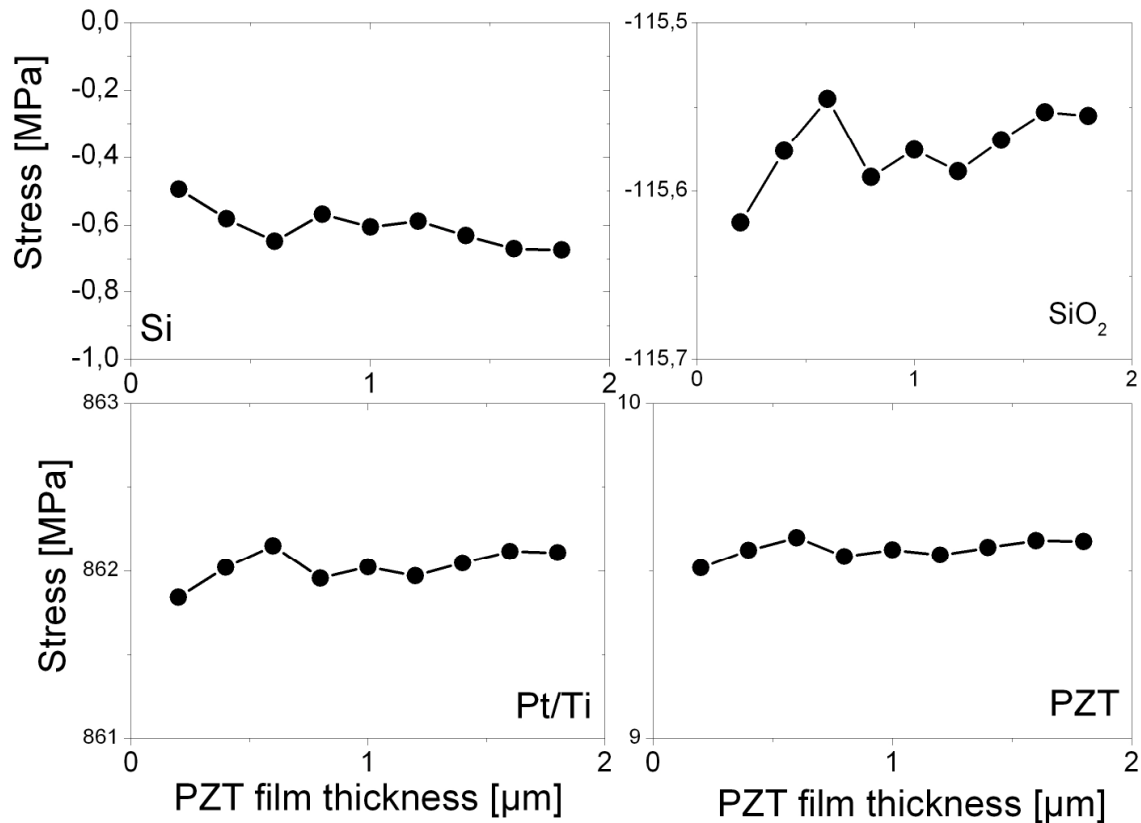 Stress [MPa]
0,0
-0,2
-0,4
-0,6
-0,8
-1,0
Si
0 1 2
-115,5
-115,6
-115,7
SiO2
0 1 2
Stress [MPa]
863
862
861
Pt/Ti
0 1 2
PZT film thickness [µm]
10
9
PZT
0 1 2
PZT film thickness [µm]